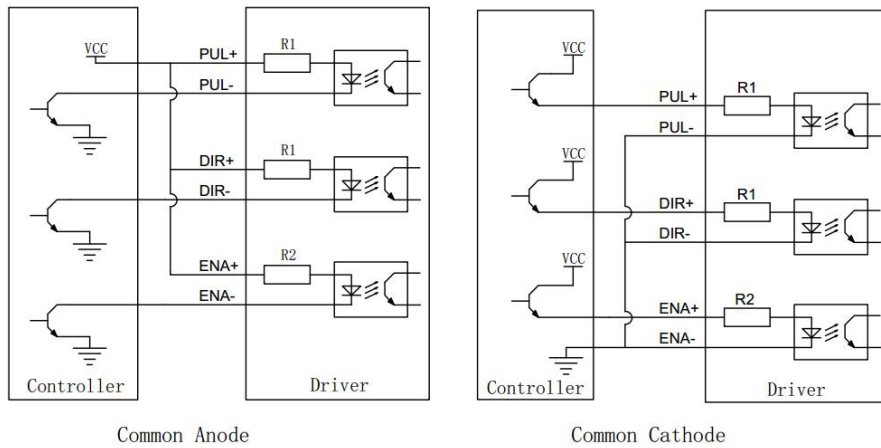 VCC
PUL+
R1
PUL-
DIR+
R1
DIR-
ENA+
R2
ENA-
Controller
Driver
Common Anode
VCC
PUL+
R1
PUL-
VCC
DIR+
R1
DIR-
VCC
ENA+
R2
ENA-
Controller
Driver
Common Cathode